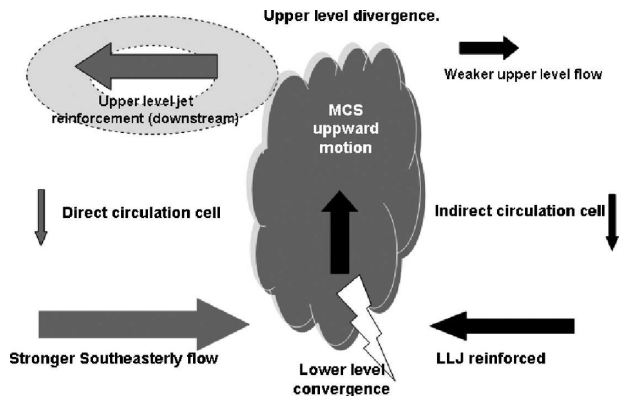 Upper level divergence.
Weaker upper level flow
Upper level jet
reinforcement (downstream)
MCS
uppward
motion
Direct circulation cell
Indirect circulation cell
Stronger Southeasterly flow
LLJ reinforced
Lower level
convergence